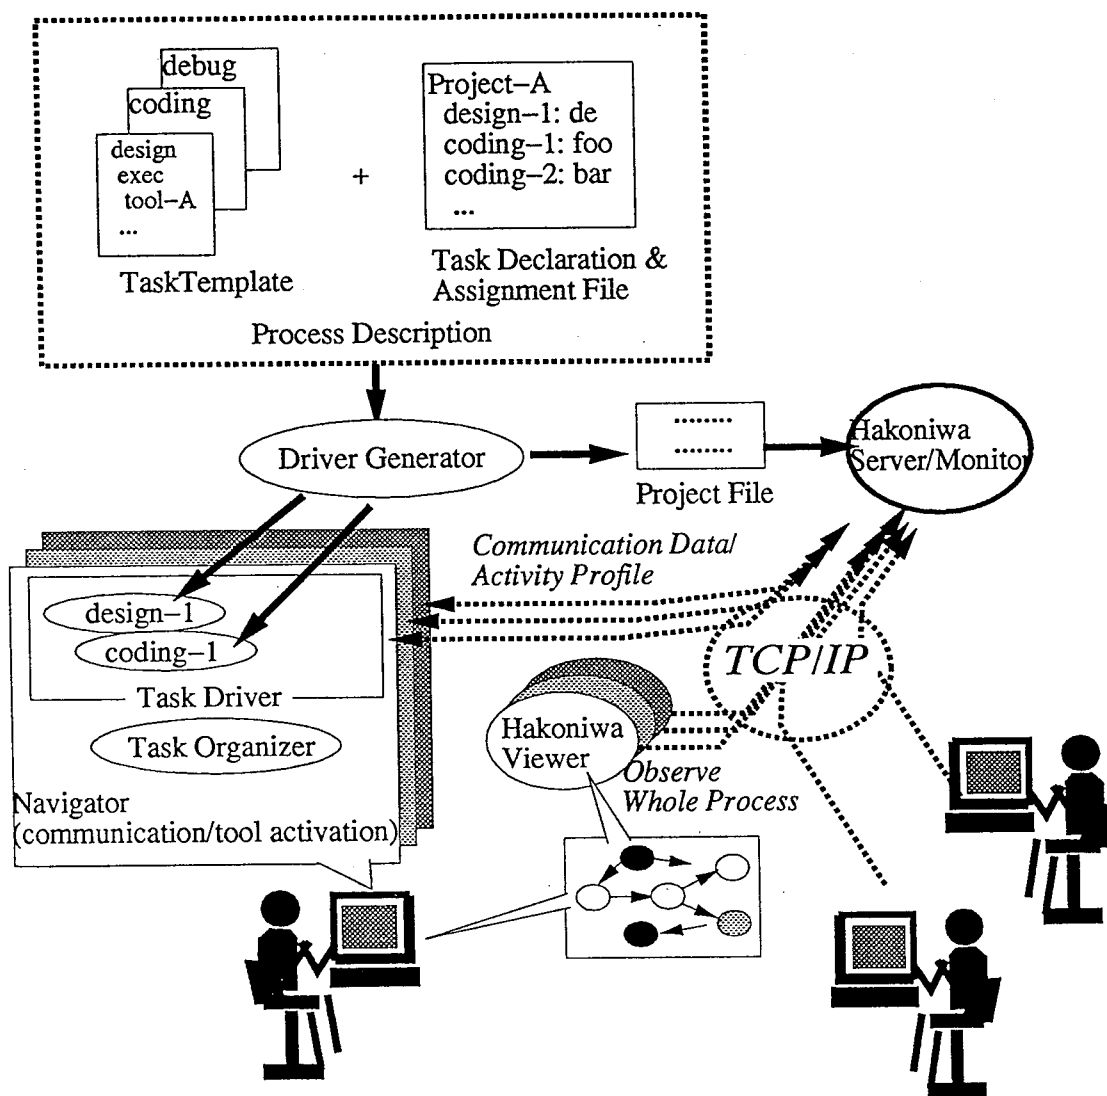 debug
coding
design
exec
tool–A
...
TaskTemplate
+
Project–A
design–1: de
coding–1: foo
coding–2: bar
...
Task Declaration &
Assignment File
Process Description
Driver Generator
Project File
Hakoniwa
Server/Monitor
Communication Data/
Activity Profile
design–1
coding–1
Task Driver
Task Organizer
Navigator
(communication/tool activation)
TCP/IP
Hakoniwa
Viewer
Observe
Whole Process